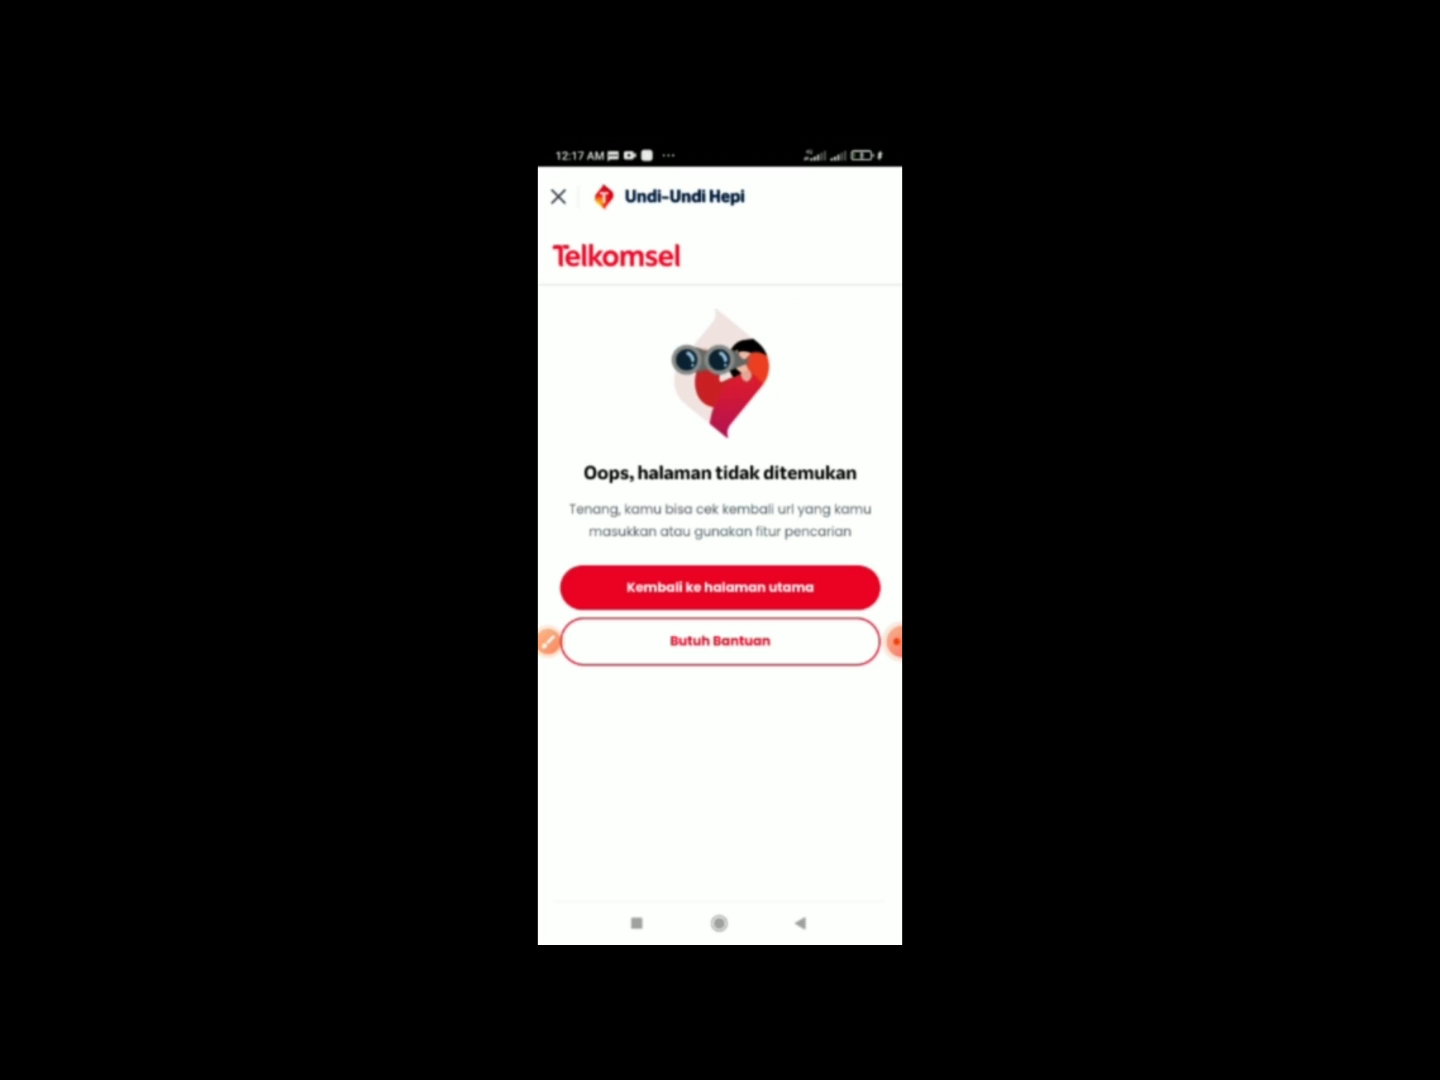 12:17 AM
Undi-Undi Hepi
Telkomsel
Oops, halaman tidak ditemukan
Tenang, kamu bisa cek kembali url yang kamu
masukkan atau gunakan fitur pencarian
Kembali ke halaman utama
Butuh Bantuan